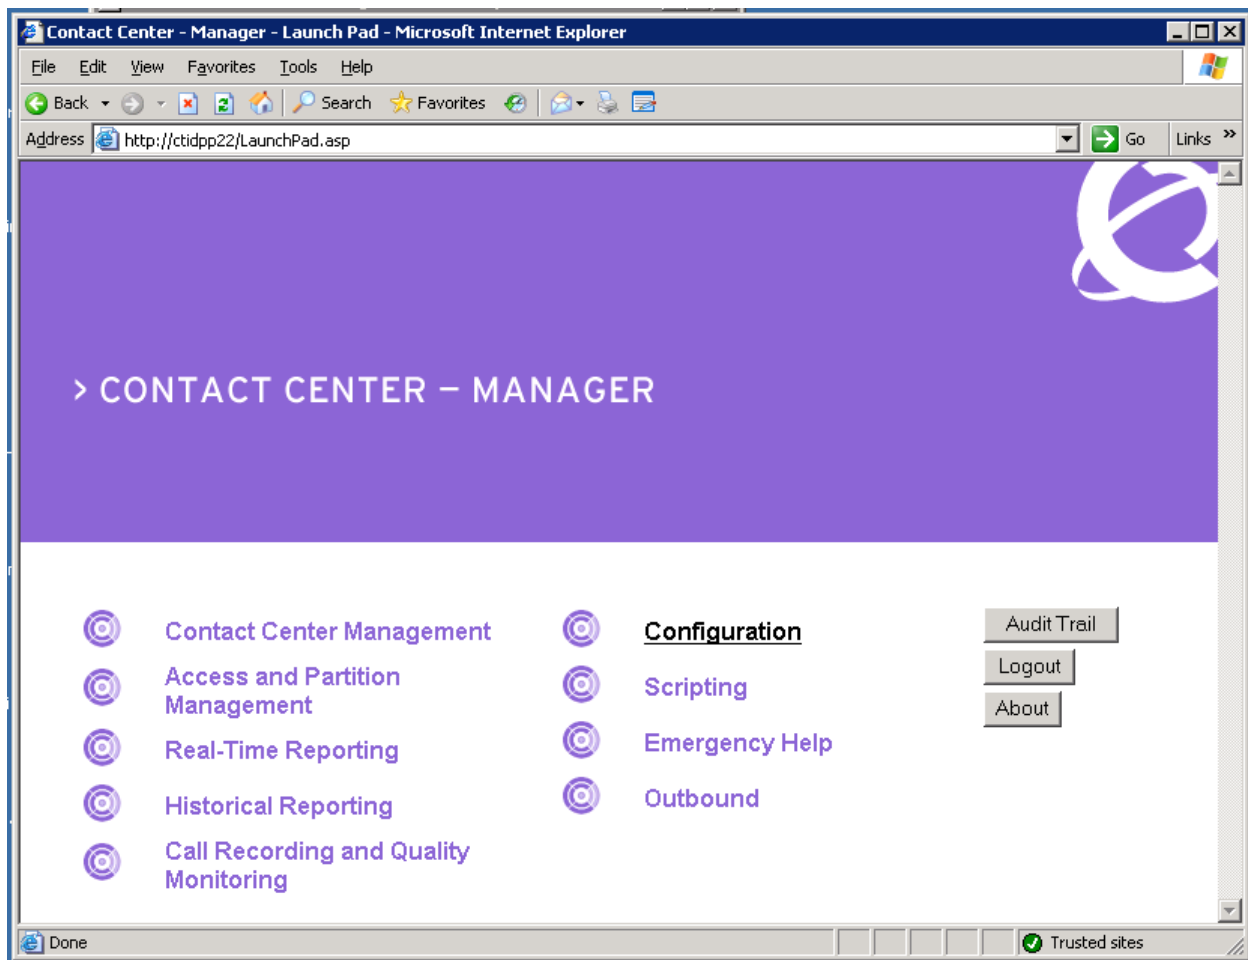 Contact Center - Manager - Launch Pad - Microsoft Internet Explorer
File Edit View Favorites Tools Help
Back Search Favorites
Address http://ctidpp22/LaunchPad.asp Go Links »
> CONTACT CENTER – MANAGER
Contact Center Management
Access and Partition
Management
Real-Time Reporting
Historical Reporting
Call Recording and Quality
Monitoring
Configuration
Scripting
Emergency Help
Outbound
Audit Trail
Logout
About
Done Trusted sites